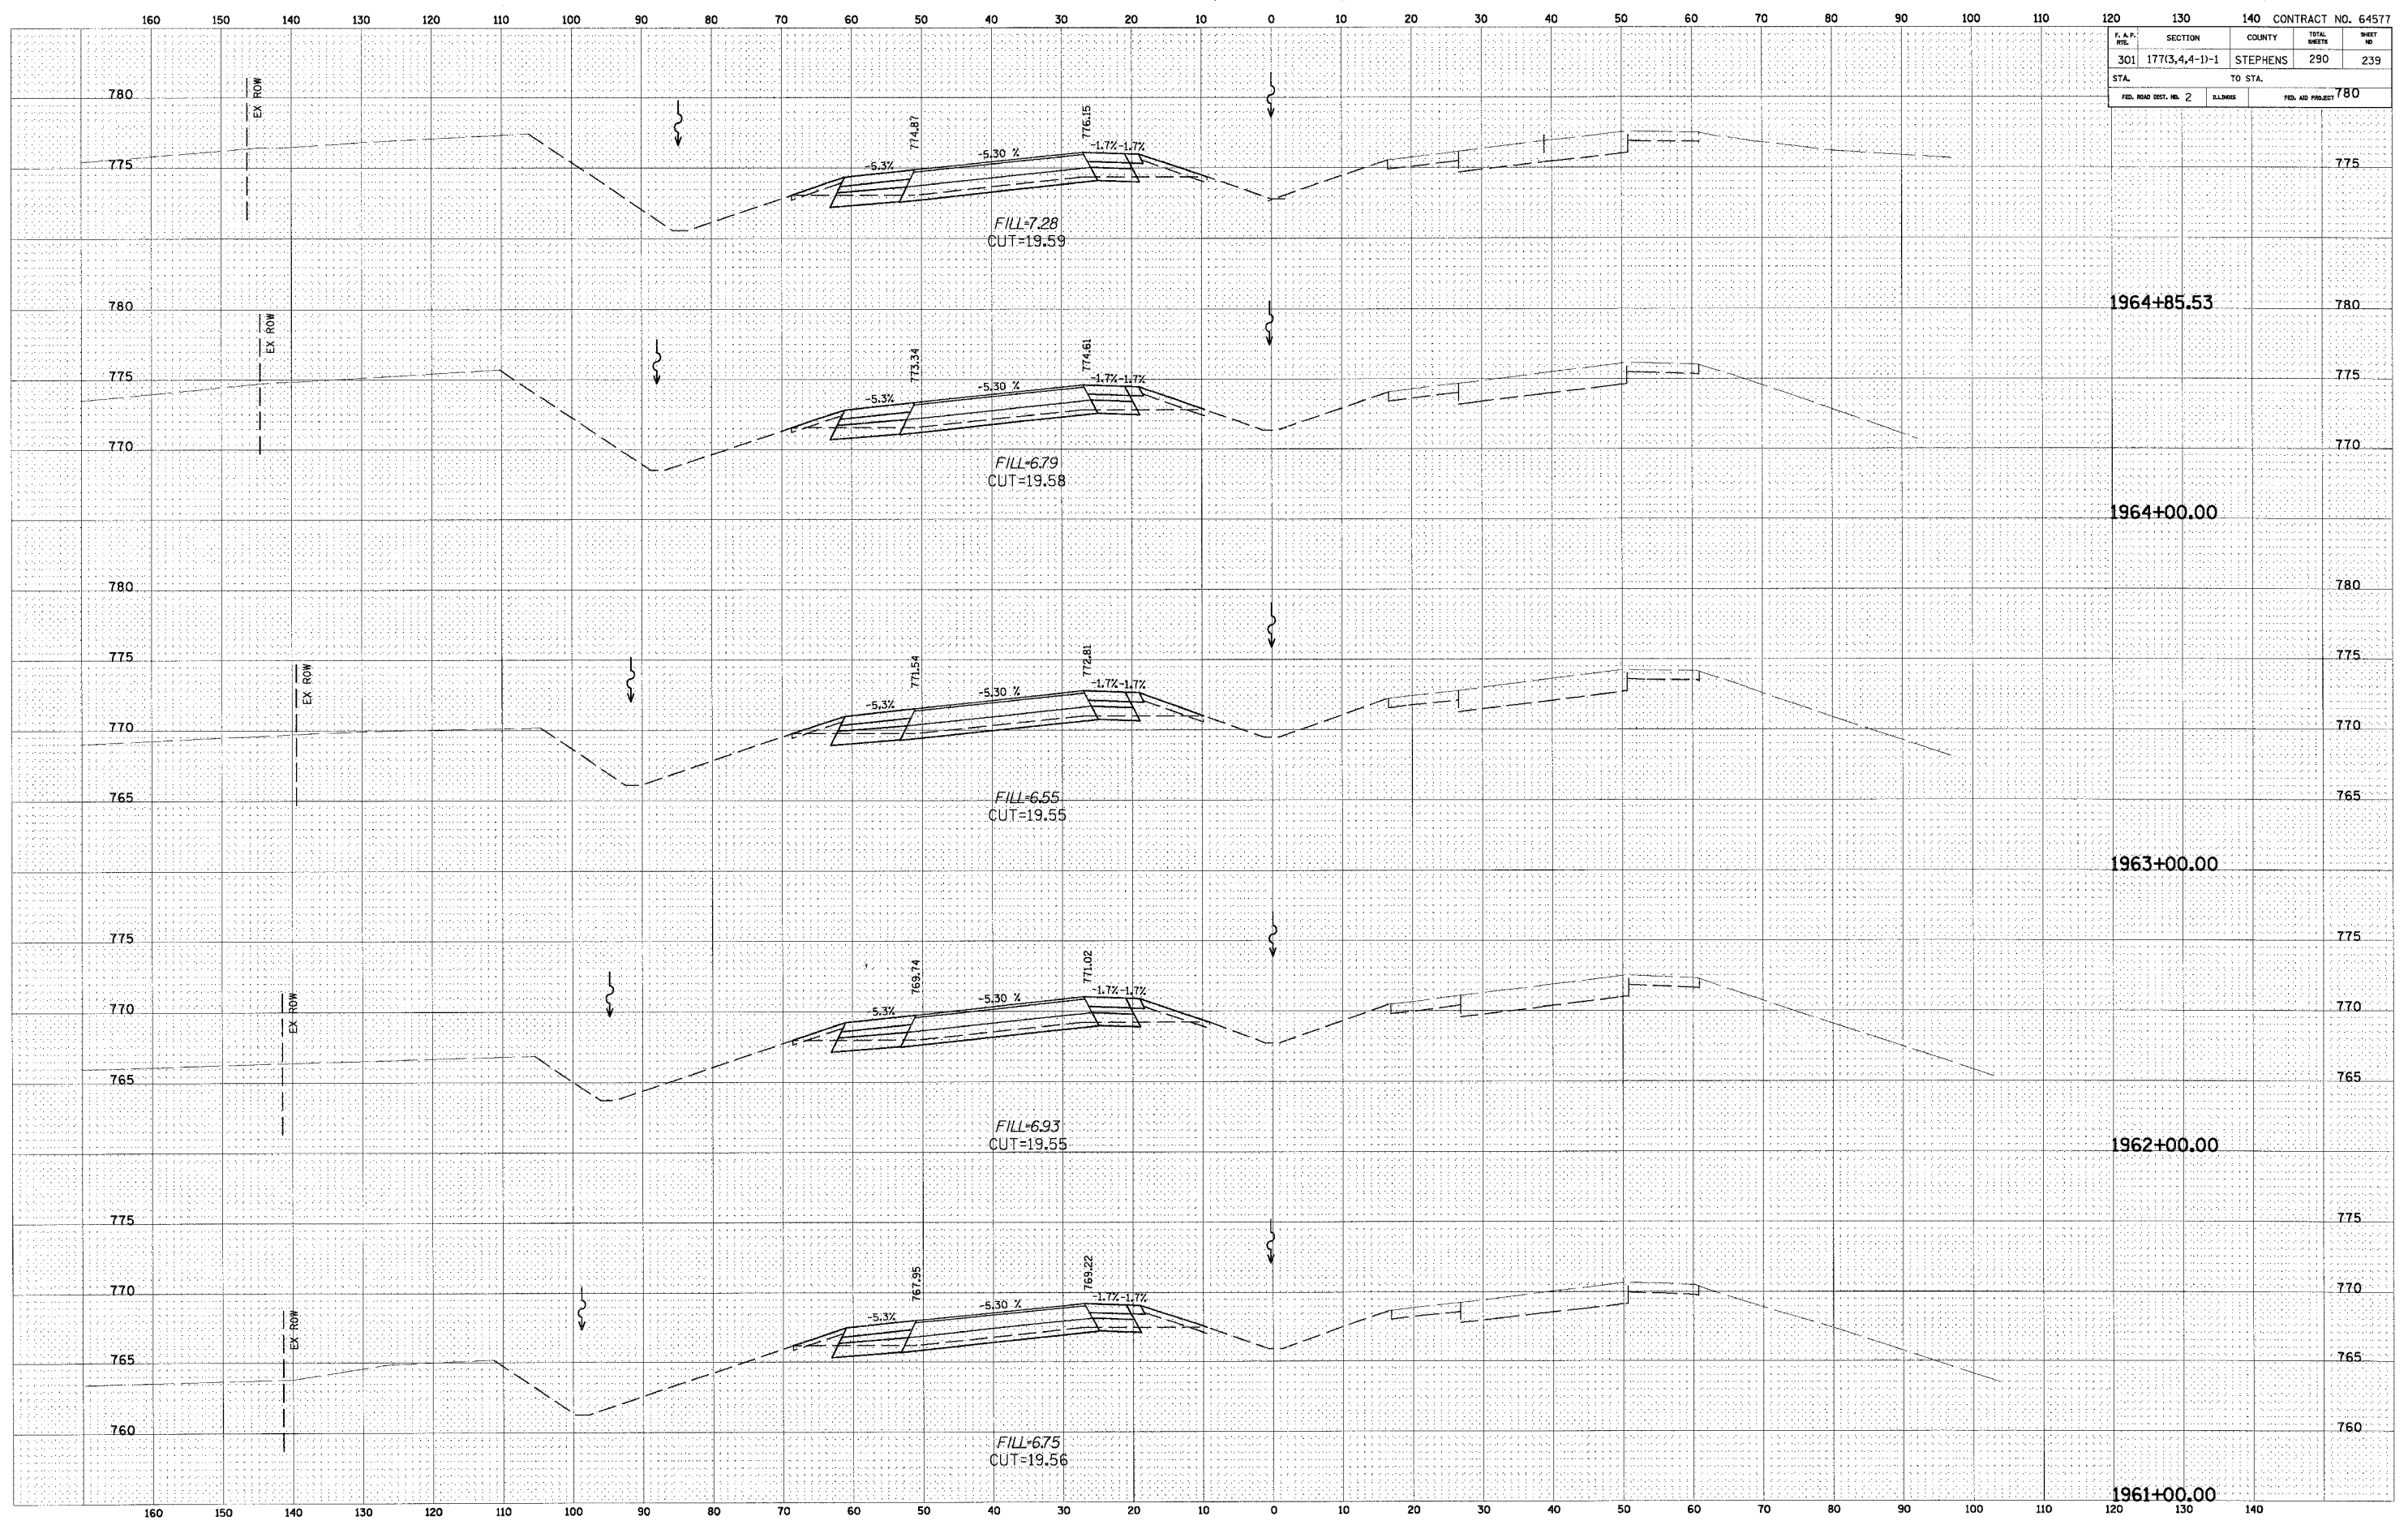 160 150 140 130 120 110 100 90 80 70 60 50 40 30 20 10 0 10 20 30 40 50 60 70 80 90 100 110 120 130 140 CONTRACT NO. 64577
F. A.P. RTE. SECTION COUNTY TOTAL SHEETS SHEET NO
301 177(3,4,4-1)-1 STEPHENS 290 239
STA. TO STA.
FED. ROAD DIST. NO. 2 ILLINOIS FED. AID PROJECT
780 780
EX ROW
774.87 776.15
775 -5.3% -5.30 % -1.7% -1.7% 775
FILL=7.28
CUT=19.59
780 1964+85.53 780
EX ROW
773.34 774.61
775 -5.3% -5.30 % -1.7% -1.7% 775
770 770
FILL=6.79
CUT=19.58
1964+00.00
780 780
775 775
EX ROW
771.54 772.81
-5.3% -5.30 % -1.7% -1.7%
770 770
765 765
FILL=6.55
CUT=19.55
1963+00.00
775 775
EX ROW
769.74 771.02
770 5.3% -5.30 % -1.7% -1.7% 770
765 765
FILL=6.93
CUT=19.55
1962+00.00
775 775
767.95 769.22
770 770
EX ROW
-5.3% -5.30 % -1.7% -1.7%
765 765
760 760
FILL=6.75
CUT=19.56
1961+00.00
160 150 140 130 120 110 100 90 80 70 60 50 40 30 20 10 0 10 20 30 40 50 60 70 80 90 100 110 120 130 140